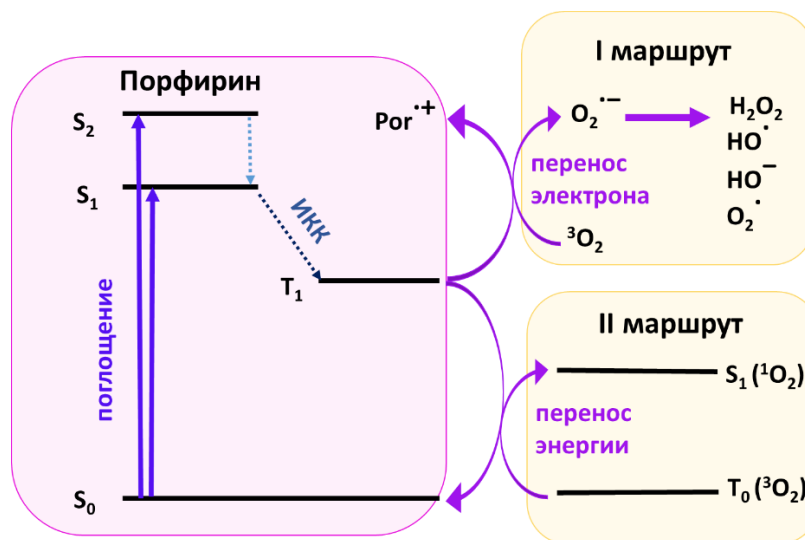 Порфирин
S₂
S₁
ИКК
T₁
поглощение
S₀
Por·+
I маршрут
O₂·−
H₂O₂
HO·
HO−
O₂·
перенос
электрона
³O₂
II маршрут
S₁ (¹O₂)
перенос
энергии
T₀ (³O₂)